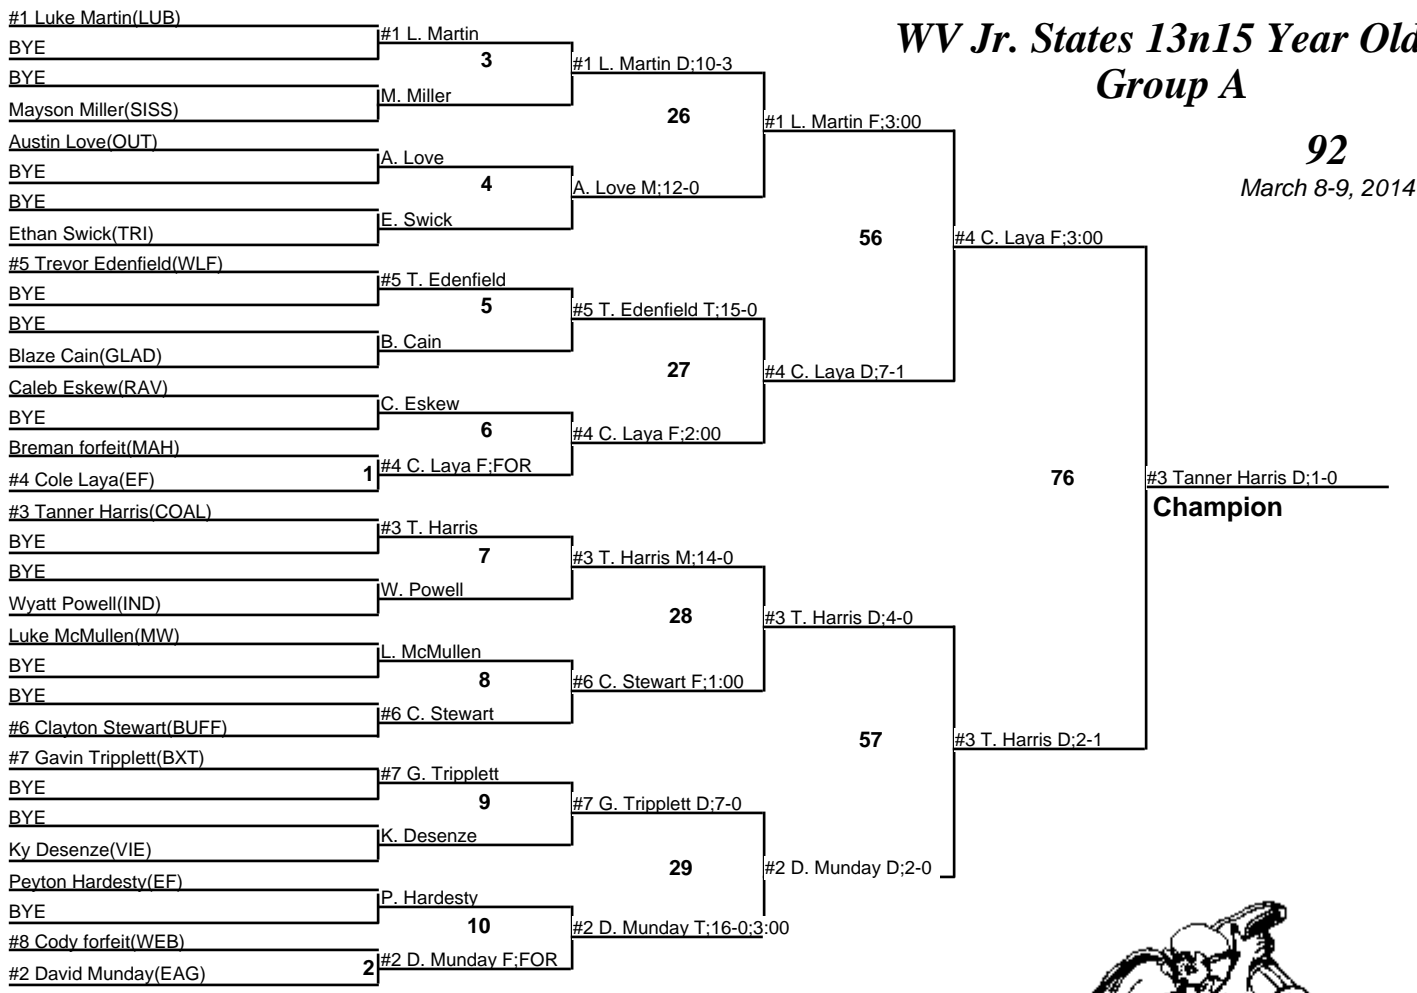 WV Jr. States 13n15 Year Old
Group A
92
March 8-9, 2014
#1 Luke Martin(LUB)
BYE
BYE
Mayson Miller(SISS)
Austin Love(OUT)
BYE
BYE
Ethan Swick(TRI)
#5 Trevor Edenfield(WLF)
BYE
BYE
Blaze Cain(GLAD)
Caleb Eskew(RAV)
BYE
Breman forfeit(MAH)
#4 Cole Laya(EF)
1
#3 Tanner Harris(COAL)
BYE
BYE
Wyatt Powell(IND)
Luke McMullen(MW)
BYE
BYE
#6 Clayton Stewart(BUFF)
#7 Gavin Tripplett(BXT)
BYE
BYE
Ky Desenze(VIE)
Peyton Hardesty(EF)
BYE
#8 Cody forfeit(WEB)
#2 David Munday(EAG)
2
#1 L. Martin
3
M. Miller
A. Love
4
E. Swick
#5 T. Edenfield
5
B. Cain
C. Eskew
6
#4 C. Laya F;FOR
#3 T. Harris
7
W. Powell
L. McMullen
8
#6 C. Stewart
#7 G. Tripplett
9
K. Desenze
P. Hardesty
10
#2 D. Munday F;FOR
#1 L. Martin D;10-3
26
A. Love M;12-0
#5 T. Edenfield T;15-0
27
#4 C. Laya F;2:00
#3 T. Harris M;14-0
28
#6 C. Stewart F;1:00
#7 G. Tripplett D;7-0
29
#2 D. Munday T;16-0;3:00
#1 L. Martin F;3:00
56
#4 C. Laya D;7-1
#3 T. Harris D;4-0
57
#2 D. Munday D;2-0
#4 C. Laya F;3:00
76
#3 T. Harris D;2-1
#3 Tanner Harris D;1-0
Champion